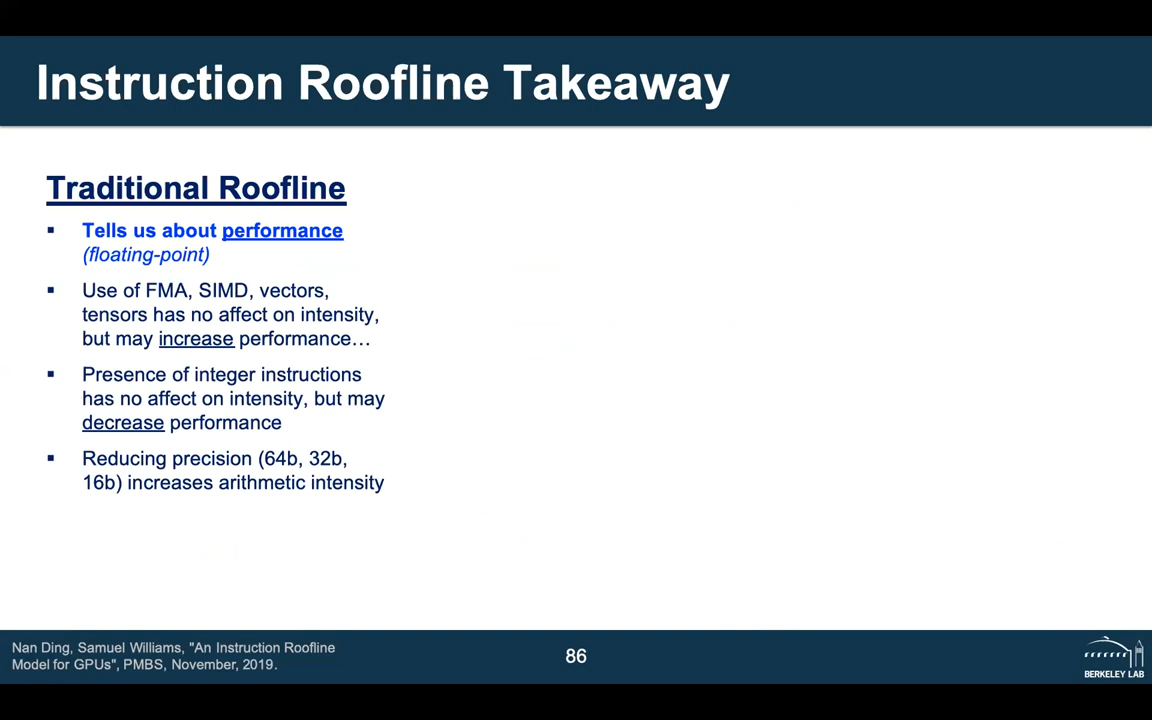 Instruction Roofline Takeaway
Traditional Roofline
▪ Tells us about performance
(floating-point)
▪ Use of FMA, SIMD, vectors,
tensors has no affect on intensity,
but may increase performance…
▪ Presence of integer instructions
has no affect on intensity, but may
decrease performance
▪ Reducing precision (64b, 32b,
16b) increases arithmetic intensity
Nan Ding, Samuel Williams, "An Instruction Roofline
Model for GPUs", PMBS, November, 2019.
86
BERKELEY LAB